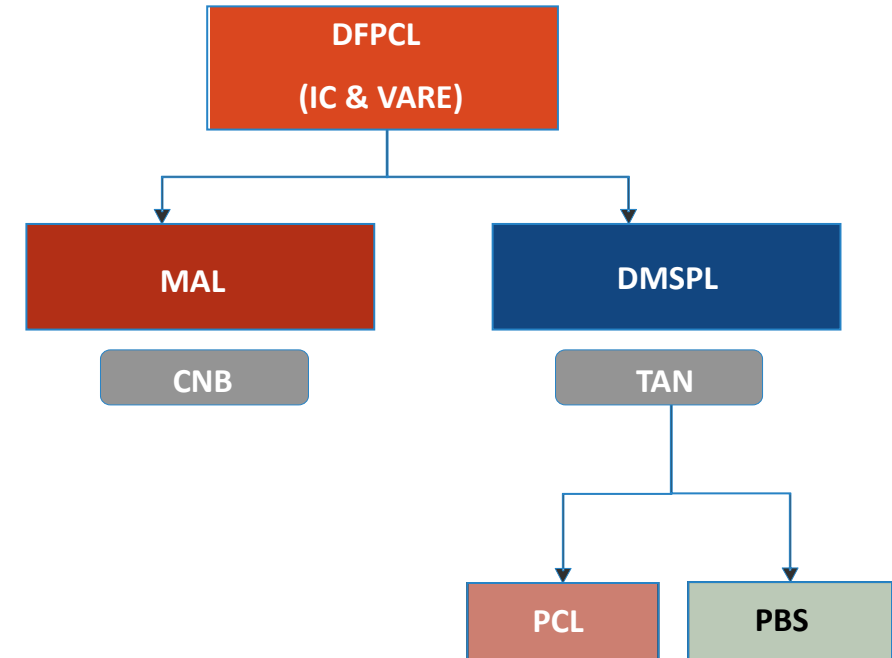 DFPCL
(IC & VARE)
MAL
DMSPL
CNB
TAN
PCL
PBS